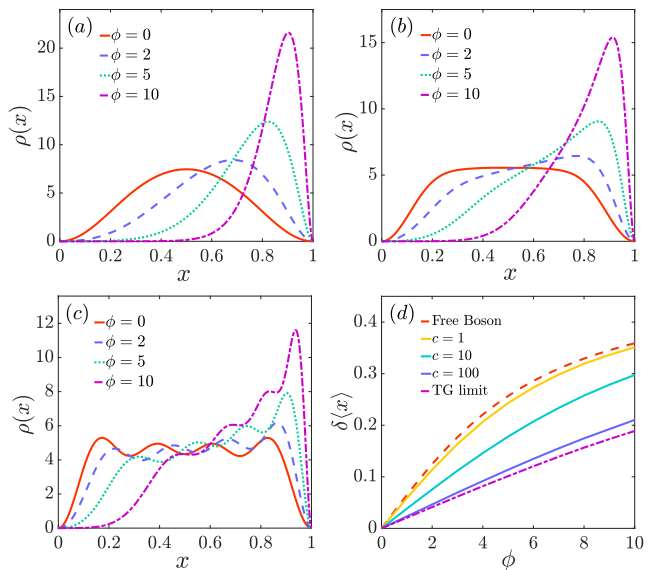 (a)
ϕ = 0
ϕ = 2
ϕ = 5
ϕ = 10
20
15
10
5
0
ρ(x)
0 0.2 0.4 0.6 0.8 1
x
(b)
ϕ = 0
ϕ = 2
ϕ = 5
ϕ = 10
15
10
5
0
ρ(x)
0 0.2 0.4 0.6 0.8 1
x
(c)
ϕ = 0
ϕ = 2
ϕ = 5
ϕ = 10
12
10
8
6
4
2
0
ρ(x)
0 0.2 0.4 0.6 0.8 1
x
(d)
Free Boson
c = 1
c = 10
c = 100
TG limit
0.4
0.3
0.2
0.1
0
δ⟨x⟩
0 2 4 6 8 10
ϕ